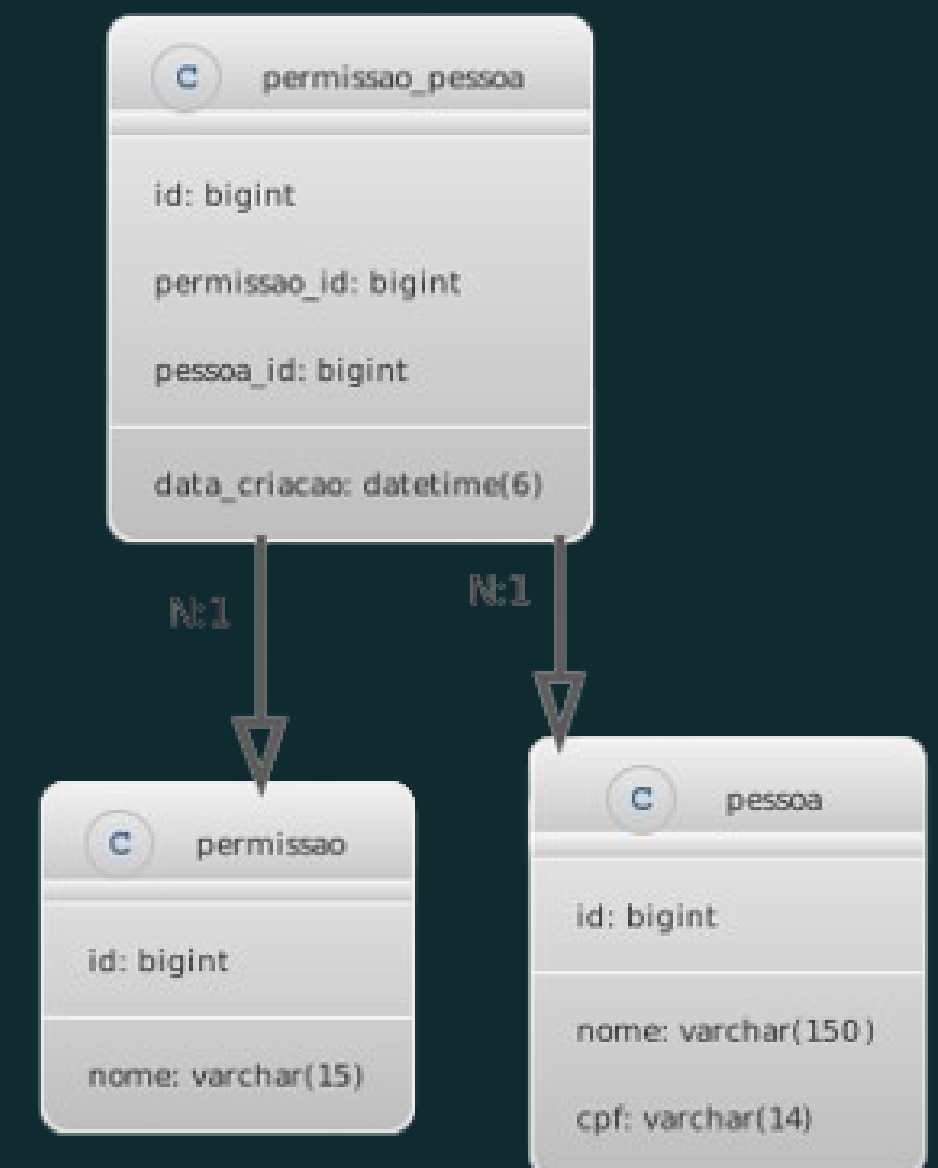 C permissao_pessoa
id: bigint
permissao_id: bigint
pessoa_id: bigint
data_criacao: datetime(6)
N:1
N:1
C permissao
id: bigint
nome: varchar(15)
C pessoa
id: bigint
nome: varchar(150)
cpf: varchar(14)